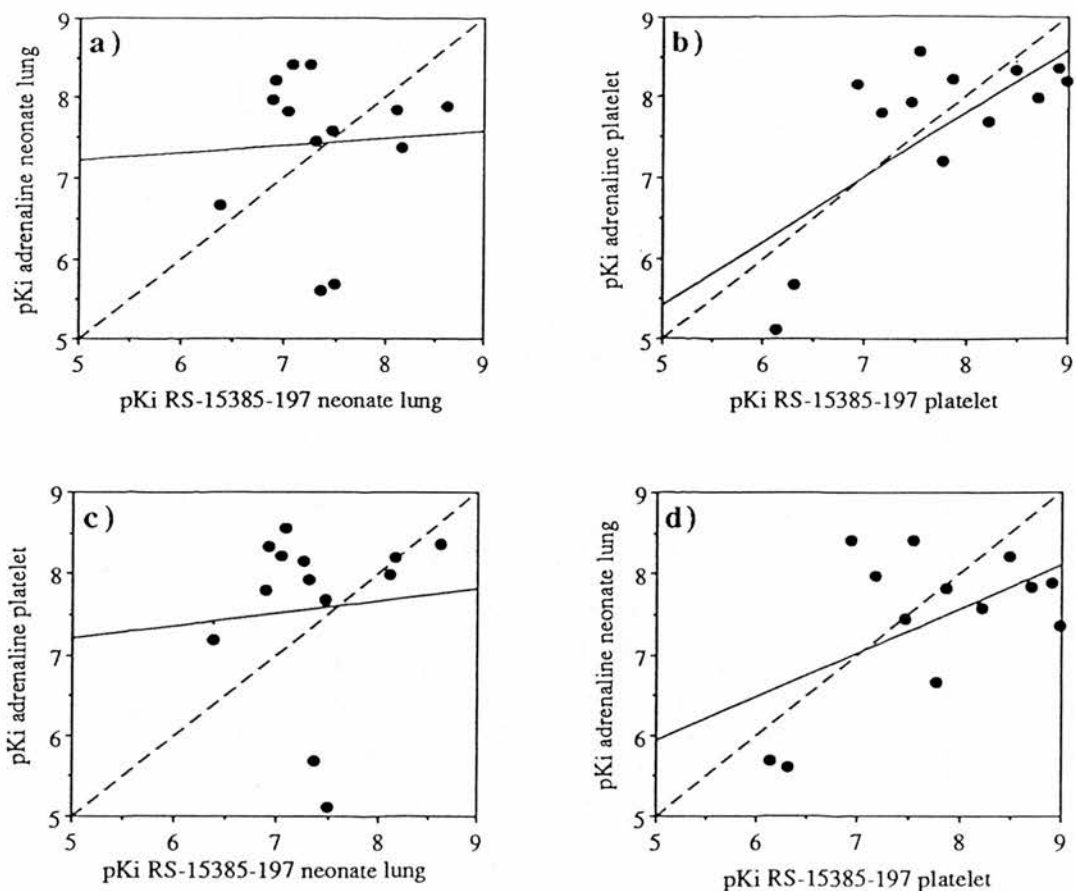 a)
pKi adrenaline neonate lung
9
8
7
6
5
5 6 7 8 9
pKi RS-15385-197 neonate lung
b)
pKi adrenaline platelet
9
8
7
6
5
5 6 7 8 9
pKi RS-15385-197 platelet
c)
pKi adrenaline platelet
9
8
7
6
5
5 6 7 8 9
pKi RS-15385-197 neonate lung
d)
pKi adrenaline neonate lung
9
8
7
6
5
5 6 7 8 9
pKi RS-15385-197 platelet